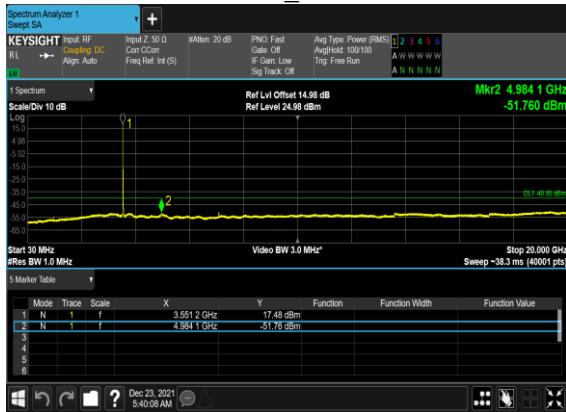 Spectrum Analyzer 1
Swept SA
+
KEYSIGHT Input: RF Input Z: 50 Ω #Atten: 20 dB PNO: Fast Avg Type: Power (RMS) 1 2 3 4 5 6
RL Coupling: DC Corr CCorr Gate: Off Avg|Hold: 100/100 A W W W W W
Align: Auto Freq Ref: Int (S) IF Gain: Low Trig: Free Run
Sig Track: Off A N N N N N
1 Spectrum Ref Lvl Offset 14.98 dB Mkr2 4.984 1 GHz
Scale/Div 10 dB Ref Level 24.98 dBm -51.760 dBm
Log
15.0
1
4.98
-5.02
-15.0
-25.0
-35.0
DL1 -40.00 dBm
2
-45.0
-55.0
-65.0
Start 30 MHz Video BW 3.0 MHz* Stop 20.000 GHz
#Res BW 1.0 MHz Sweep ~38.3 ms (40001 pts)
5 Marker Table
Mode Trace Scale X Y Function Function Width Function Value
1 N 1 f 3.551 2 GHz 17.48 dBm
2 N 1 f 4.984 1 GHz -51.76 dBm
3
4
5
6
? Dec 23, 2021
5:40:08 AM